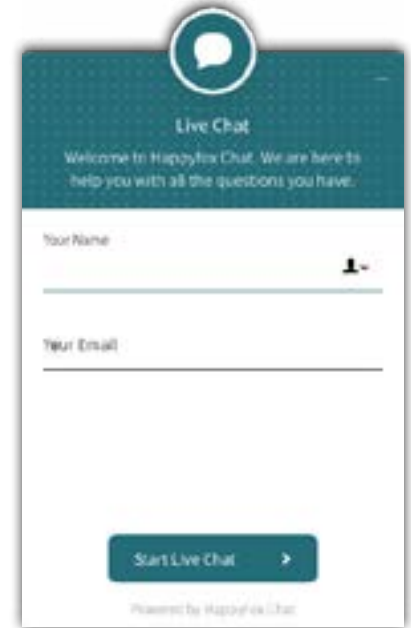 Live Chat
Welcome to Happyfox Chat. We are here to
help you with all the questions you have.
Your Name
Your Email
Start Live Chat
Powered by HappyFox Chat